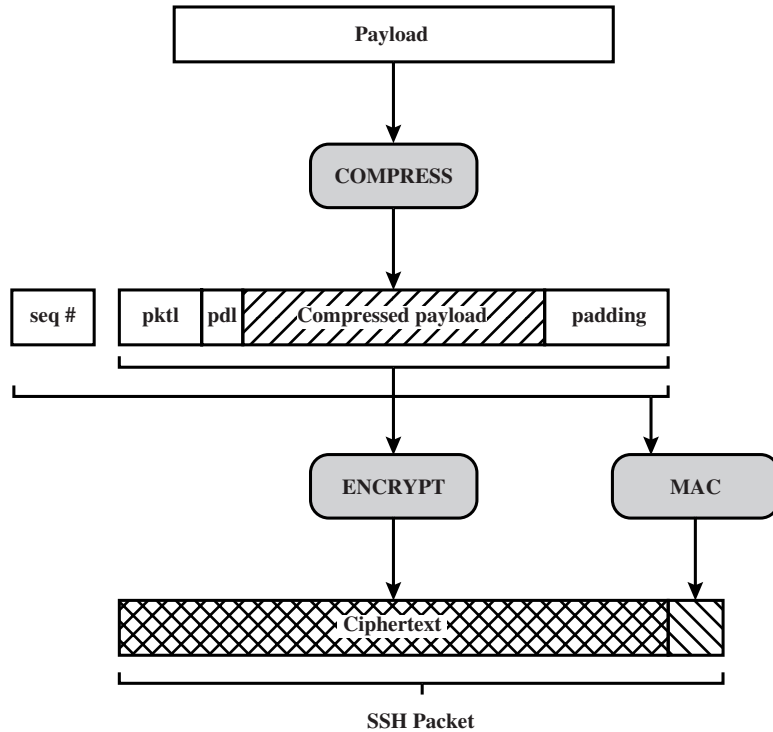 Payload
COMPRESS
seq # pktl pdl Compressed payload padding
ENCRYPT MAC
Ciphertext
SSH Packet